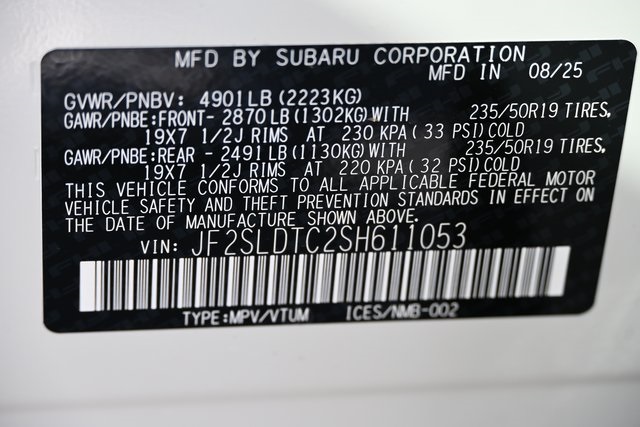 MFD BY SUBARU CORPORATION
MFD IN 08/25
GVWR/PNBV: 4901LB (2223KG)
GAWR/PNBE:FRONT- 2870LB(1302KG)WITH 235/50R19 TIRES,
19X7 1/2J RIMS AT 230 KPA( 33 PSI)COLD
GAWR/PNBE:REAR - 2491LB(1130KG)WITH 235/50R19 TIRES,
19X7 1/2J RIMS AT 220 KPA( 32 PSI)COLD
THIS VEHICLE CONFORMS TO ALL APPLICABLE FEDERAL MOTOR
VEHICLE SAFETY AND THEFT PREVENTION STANDARDS IN EFFECT ON
THE DATE OF MANUFACTURE SHOWN ABOVE.
VIN: JF2SLDTC2SH611053
TYPE:MPV/VTUM ICES/NMB-002